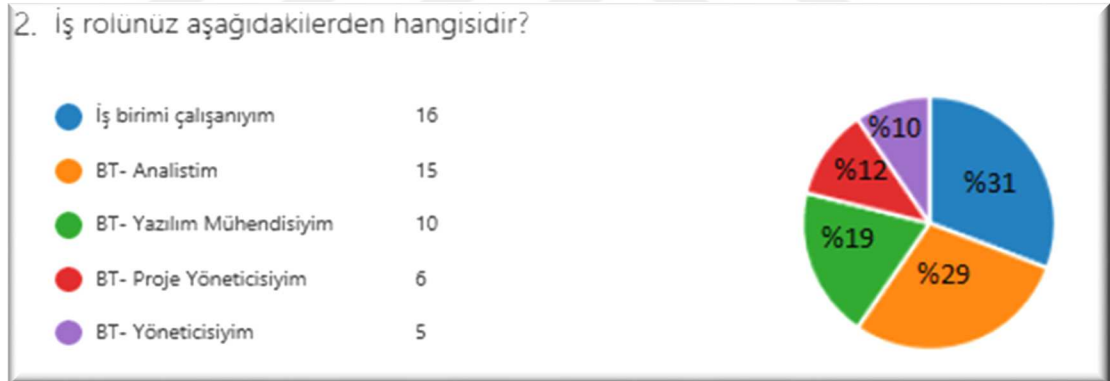 2. İş rolünüz aşağıdakilerden hangisidir?
İş birimi çalışanıyım 16
BT- Analistim 15
BT- Yazılım Mühendisiyim 10
BT- Proje Yöneticisiyim 6
BT- Yöneticisiyim 5
%10
%12
%31
%19
%29